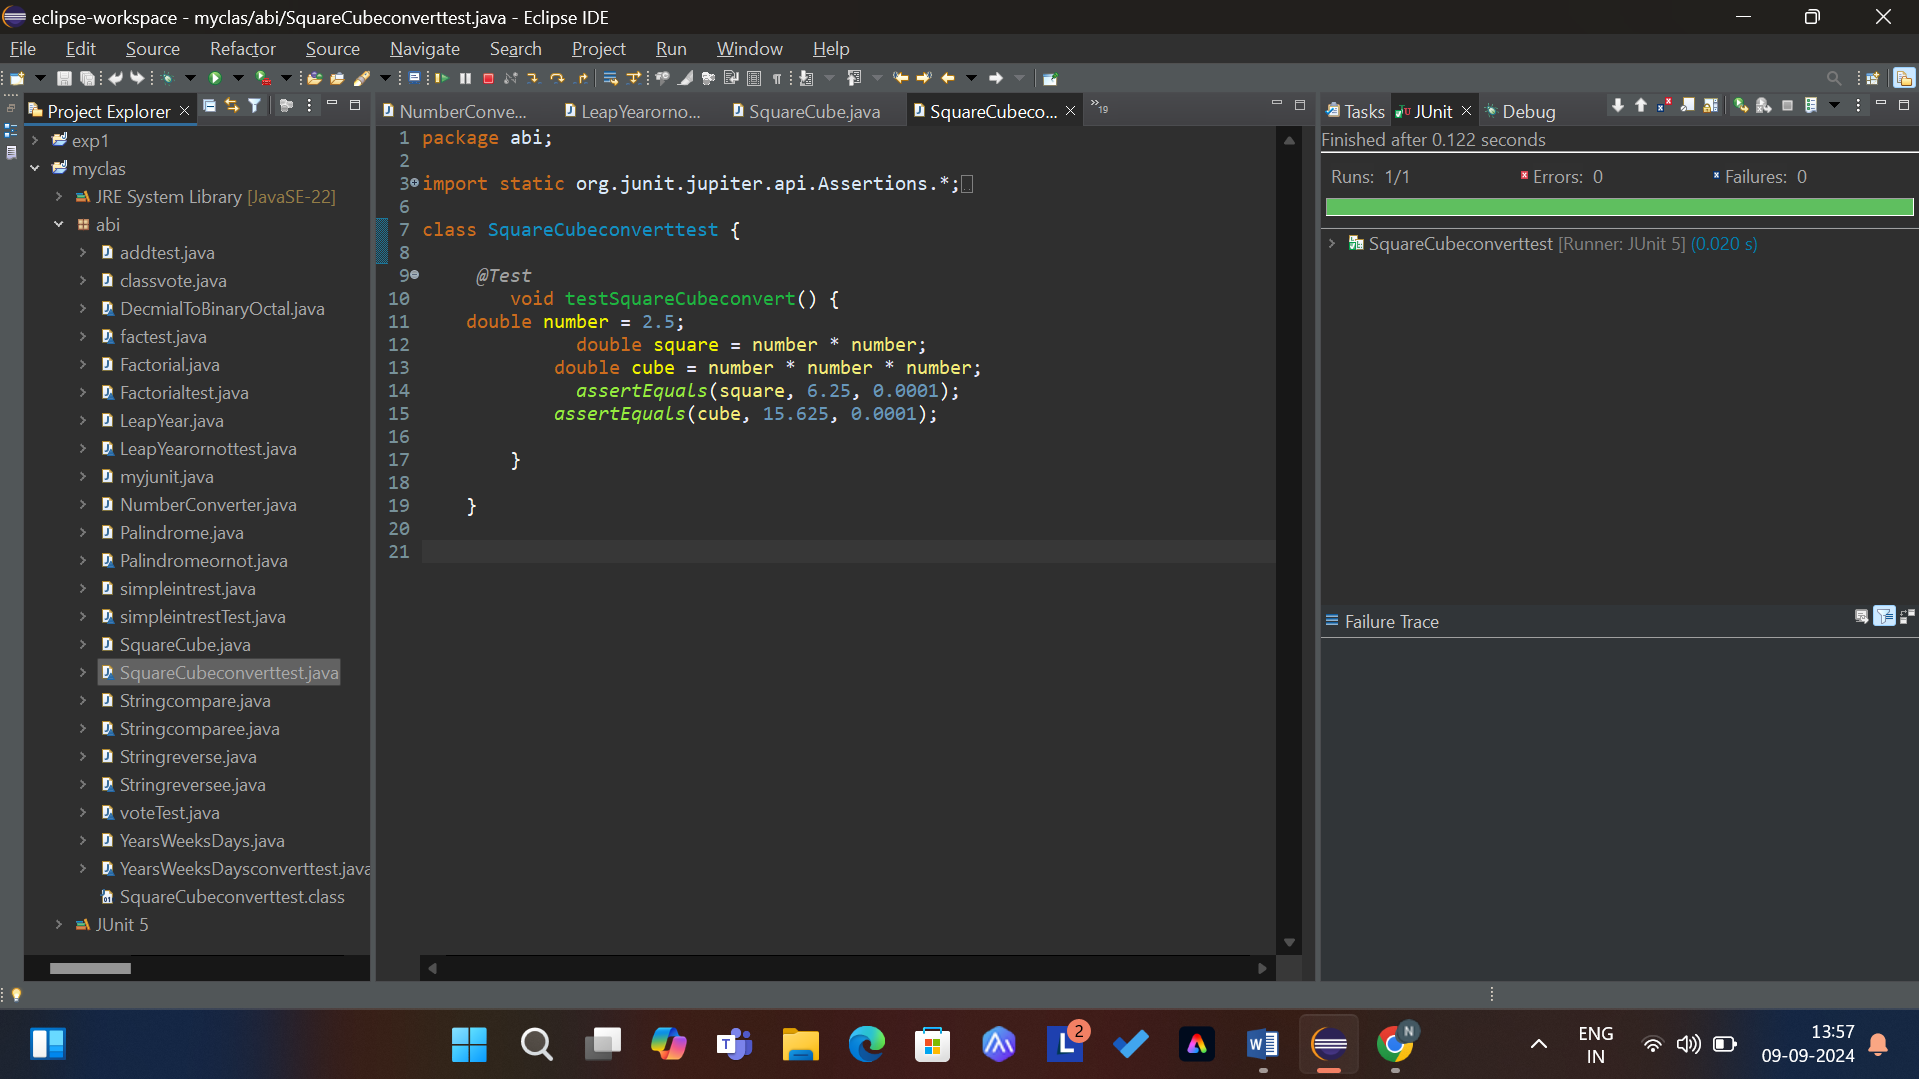 eclipse-workspace - myclas/abi/SquareCubeconverttest.java - Eclipse IDE
File Edit Source Refactor Source Navigate Search Project Run Window Help
Project Explorer
exp1
myclas
JRE System Library [JavaSE-22]
abi
addtest.java
classvote.java
DecmialToBinaryOctal.java
factest.java
Factorial.java
Factorialtest.java
LeapYear.java
LeapYearornottest.java
myjunit.java
NumberConverter.java
Palindrome.java
Palindromeornot.java
simpleintrest.java
simpleintrestTest.java
SquareCube.java
SquareCubeconverttest.java
Stringcompare.java
Stringcomparee.java
Stringreverse.java
Stringreversee.java
voteTest.java
YearsWeeksDays.java
YearsWeeksDaysconverttest.java
SquareCubeconverttest.class
JUnit 5
NumberConve... LeapYearorno... SquareCube.java SquareCubeco... »19
1 package abi;
2
3 import static org.junit.jupiter.api.Assertions.*;
6
7 class SquareCubeconverttest {
8
9 @Test
10 void testSquareCubeconvert() {
11 double number = 2.5;
12 double square = number * number;
13 double cube = number * number * number;
14 assertEquals(square, 6.25, 0.0001);
15 assertEquals(cube, 15.625, 0.0001);
16
17 }
18
19 }
20
21
Tasks JUnit Debug
Finished after 0.122 seconds
Runs: 1/1 Errors: 0 Failures: 0
SquareCubeconverttest [Runner: JUnit 5] (0.020 s)
Failure Trace
2
N
ENG
IN
13:57
09-09-2024